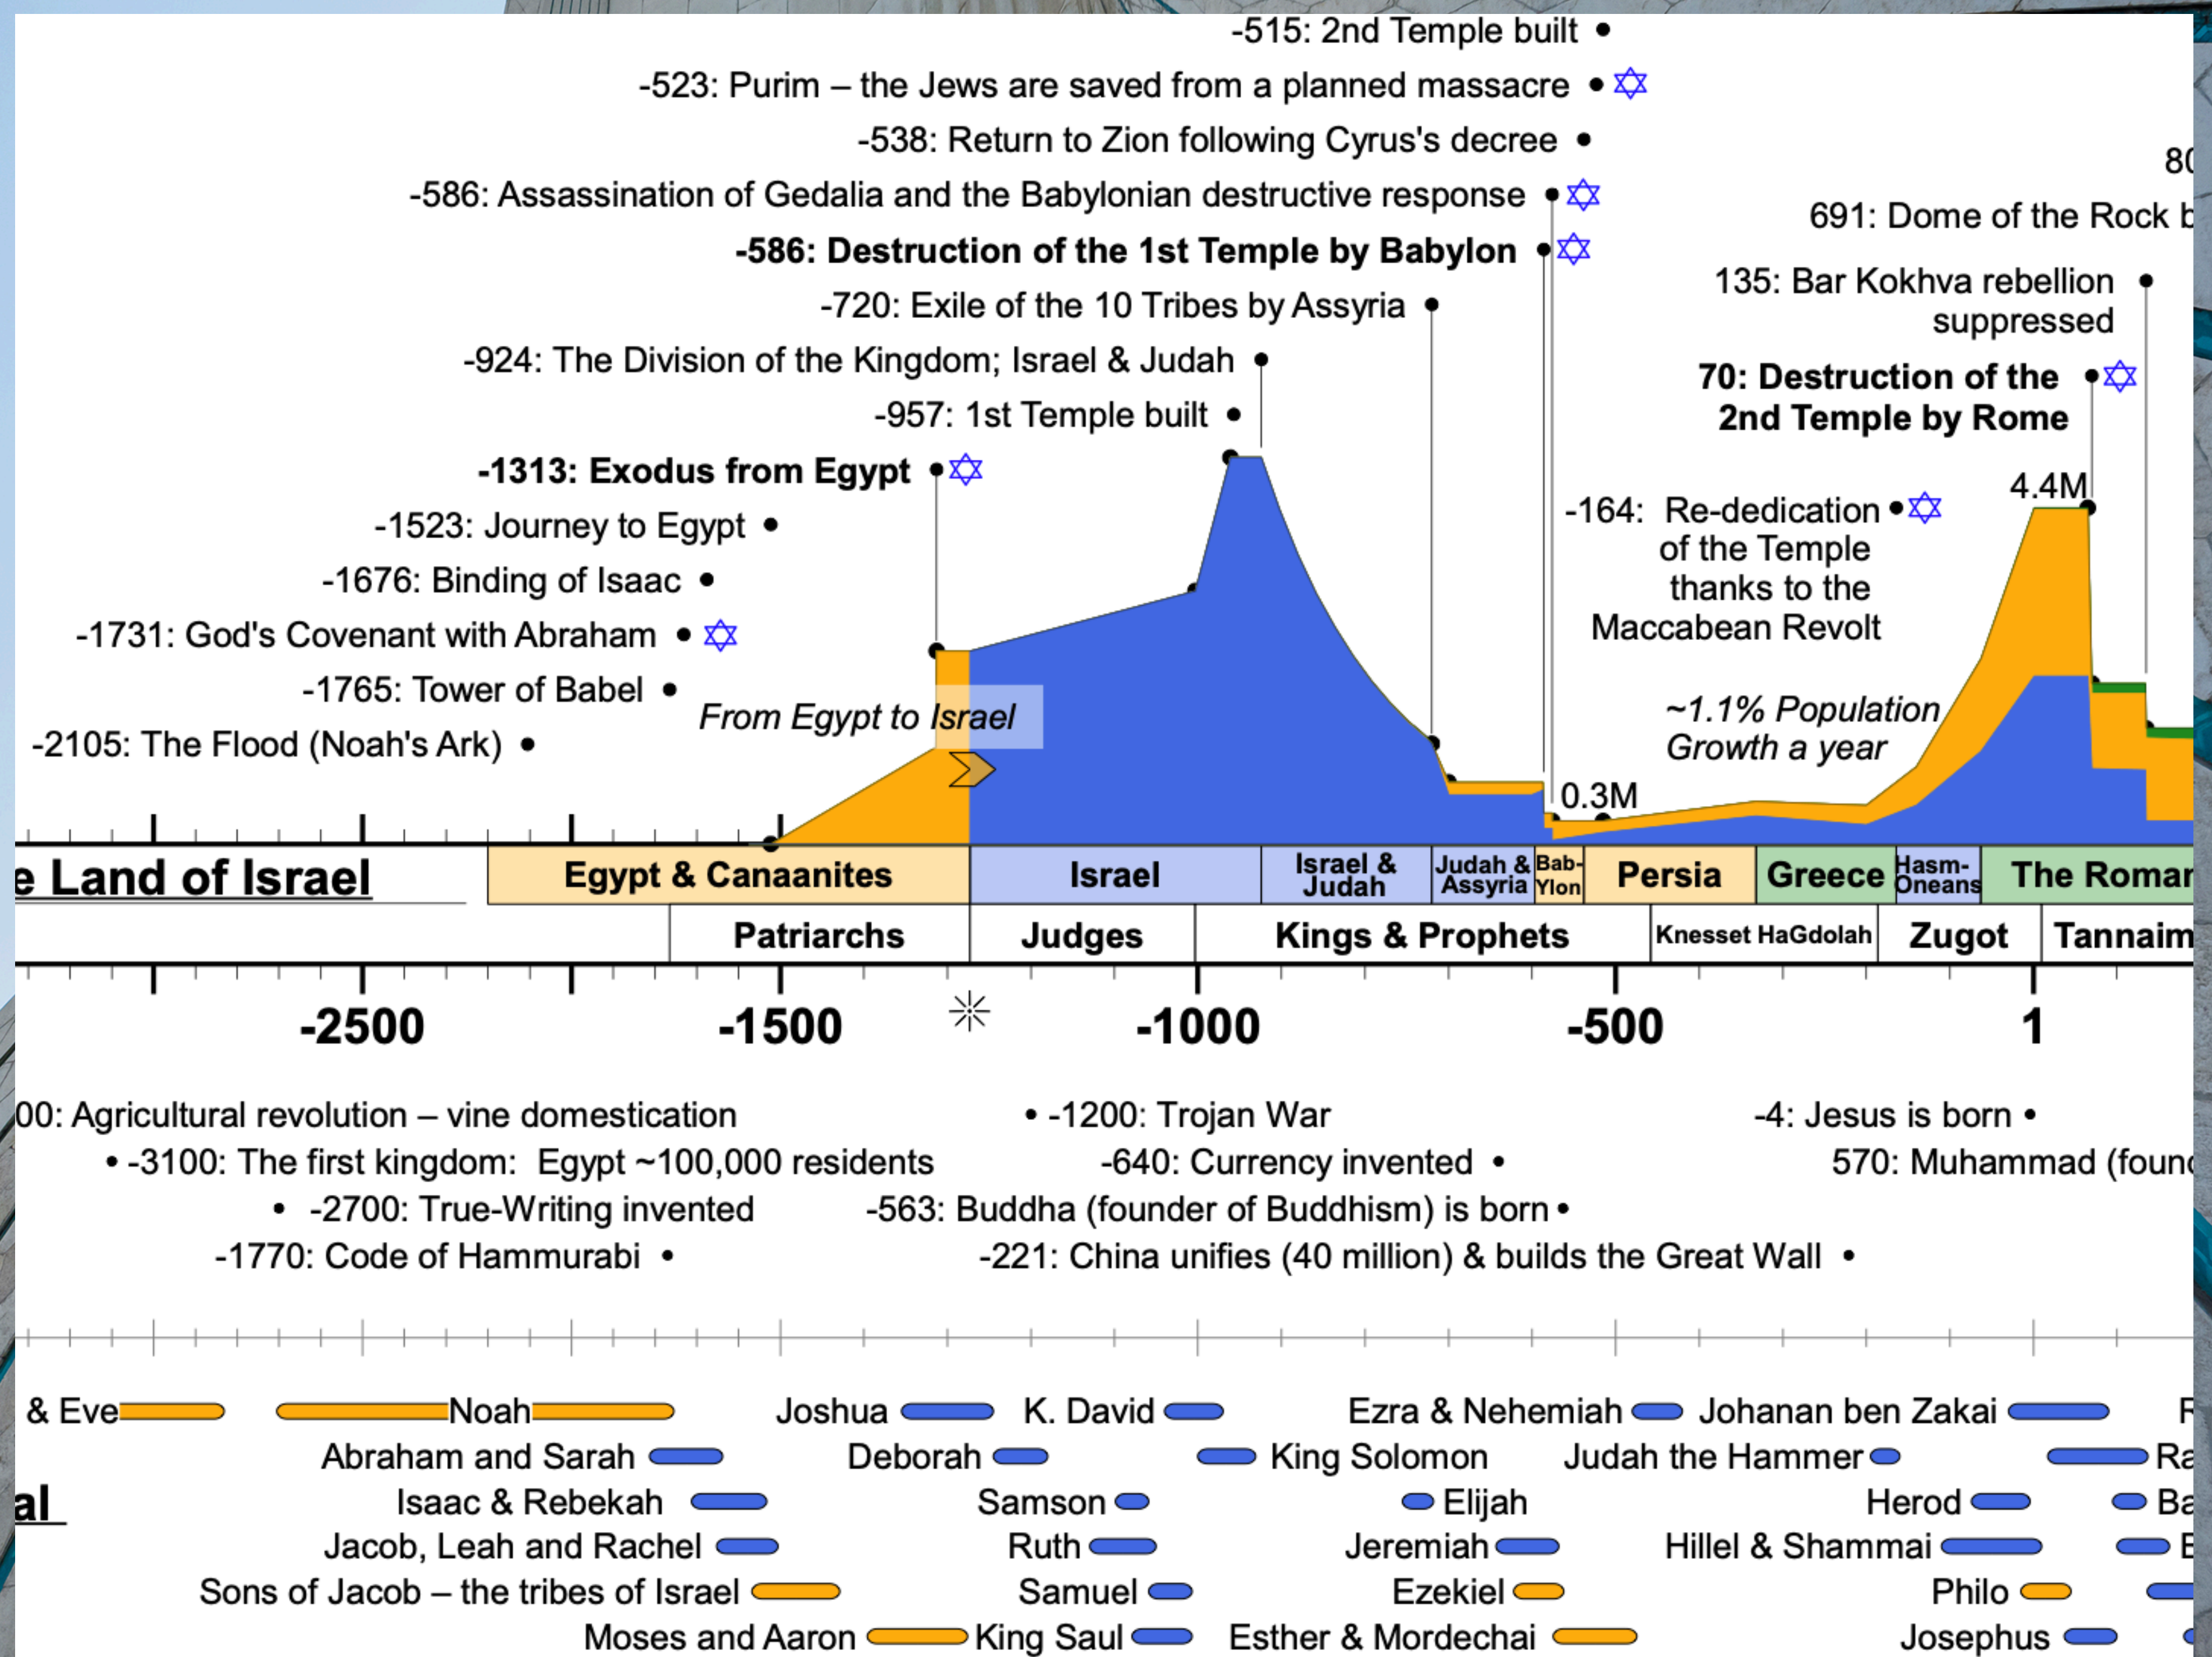 -515: 2nd Temple built
-523: Purim – the Jews are saved from a planned massacre
-538: Return to Zion following Cyrus's decree
80
-586: Assassination of Gedalia and the Babylonian destructive response
691: Dome of the Rock b
-586: Destruction of the 1st Temple by Babylon
135: Bar Kokhva rebellion
suppressed
-720: Exile of the 10 Tribes by Assyria
-924: The Division of the Kingdom; Israel & Judah
70: Destruction of the
2nd Temple by Rome
-957: 1st Temple built
-1313: Exodus from Egypt
4.4M
-1523: Journey to Egypt
-164: Re-dedication
of the Temple
thanks to the
Maccabean Revolt
-1676: Binding of Isaac
-1731: God's Covenant with Abraham
-1765: Tower of Babel
From Egypt to Israel
~1.1% Population
Growth a year
-2105: The Flood (Noah's Ark)
0.3M
e Land of Israel
Egypt & Canaanites
Israel
Israel &
Judah
Judah &
Assyria
Bab-
Ylon
Persia
Greece
Hasm-
Oneans
The Roman
Patriarchs
Judges
Kings & Prophets
Knesset HaGdolah
Zugot
Tannaim
-2500 -1500 -1000 -500 1
00: Agricultural revolution – vine domestication
• -1200: Trojan War
-4: Jesus is born •
• -3100: The first kingdom: Egypt ~100,000 residents
-640: Currency invented •
570: Muhammad (found
• -2700: True-Writing invented
-563: Buddha (founder of Buddhism) is born •
-1770: Code of Hammurabi •
-221: China unifies (40 million) & builds the Great Wall •
& Eve
Noah
Joshua
K. David
Ezra & Nehemiah
Johanan ben Zakai
Abraham and Sarah
Deborah
King Solomon
Judah the Hammer
Ra
al
Isaac & Rebekah
Samson
Elijah
Herod
Ba
Jacob, Leah and Rachel
Ruth
Jeremiah
Hillel & Shammai
Sons of Jacob – the tribes of Israel
Samuel
Ezekiel
Philo
Moses and Aaron
King Saul
Esther & Mordechai
Josephus